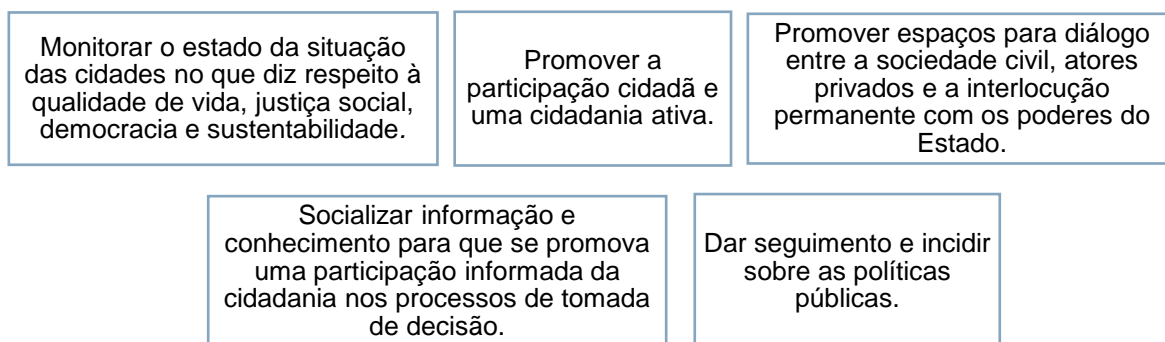 Monitorar o estado da situação
das cidades no que diz respeito à
qualidade de vida, justiça social,
democracia e sustentabilidade.
Promover a
participação cidadã e
uma cidadania ativa.
Promover espaços para diálogo
entre a sociedade civil, atores
privados e a interlocução
permanente com os poderes do
Estado.
Socializar informação e
conhecimento para que se promova
uma participação informada da
cidadania nos processos de tomada
de decisão.
Dar seguimento e incidir
sobre as políticas
públicas.